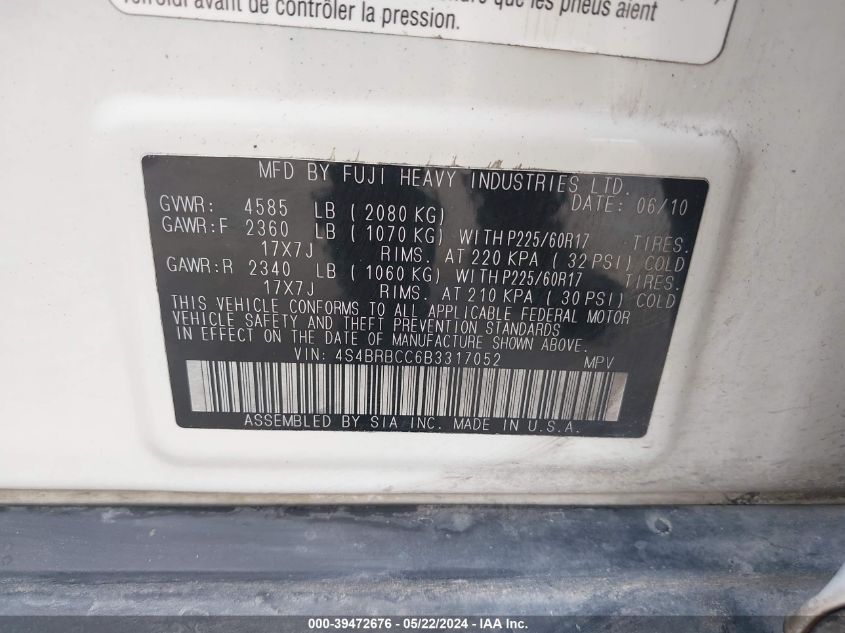 avant de contrôler la pression.
que les pneus aient
MFD BY FUJI HEAVY INDUSTRIES LTD.
GVWR: 4585 LB ( 2080 KG) DATE: 06/10
GAWR:F 2360 LB ( 1070 KG) WITH P225/60R17 TIRES.
17X7J RIMS. AT 220 KPA ( 32 PSI) COLD
GAWR:R 2340 LB ( 1060 KG) WITH P225/60R17 TIRES.
17X7J RIMS. AT 210 KPA ( 30 PSI) COLD
THIS VEHICLE CONFORMS TO ALL APPLICABLE FEDERAL MOTOR
VEHICLE SAFETY AND THEFT PREVENTION STANDARDS
IN EFFECT ON THE DATE OF MANUFACTURE SHOWN ABOVE.
VIN: 4S4BRBCC6B3317052 MPV
ASSEMBLED BY SIA INC. MADE IN U.S.A.
000-39472676 - 05/22/2024 - IAA Inc.